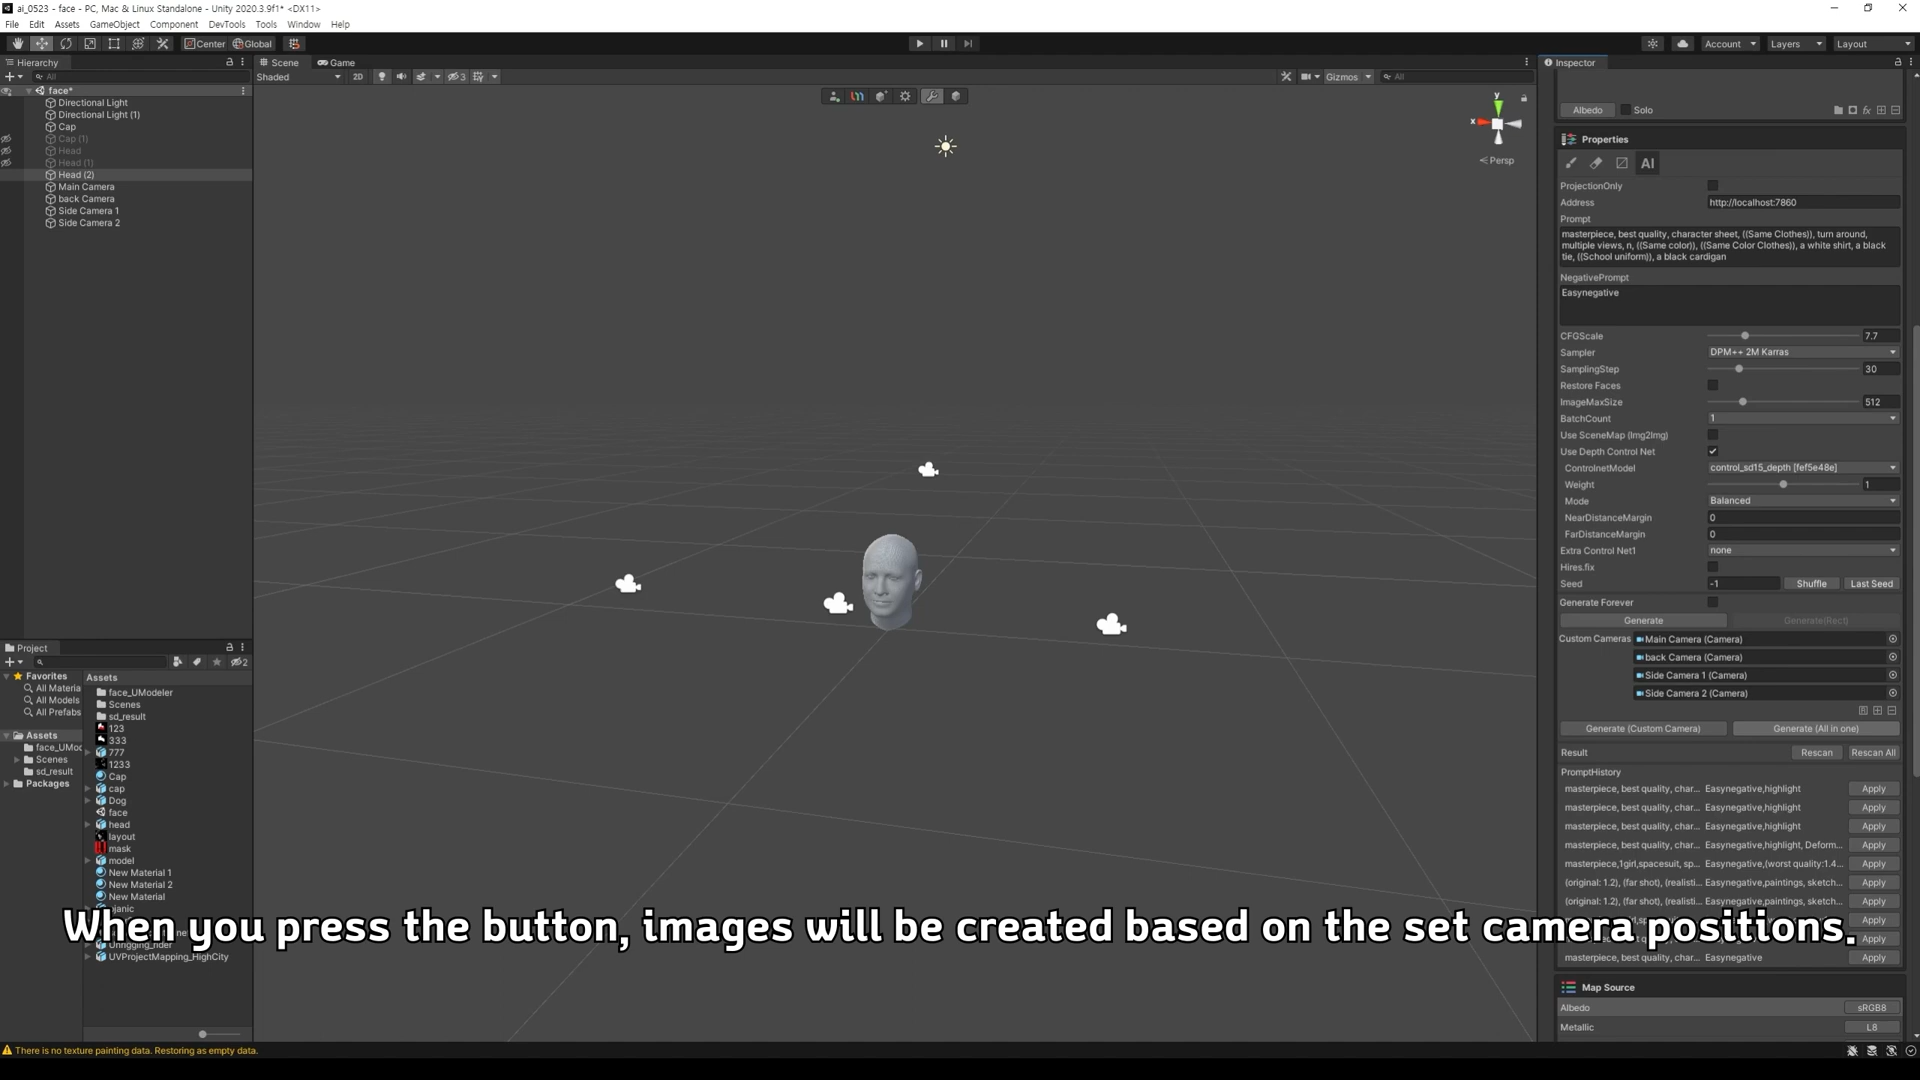 ai_0523 - face - PC, Mac & Linux Standalone - Unity 2020.3.9f1* <DX11>
File Edit Assets GameObject Component DevTools Tools Window Help
Center Global
Account Layers Layout
Hierarchy
All
face*
Directional Light
Directional Light (1)
Cap
Cap (1)
Head
Head (1)
Head (2)
Main Camera
back Camera
Side Camera 1
Side Camera 2
Scene Game
Shaded 2D 3 Gizmos All
y
x
Persp
Project
2
Favorites
All Materia
All Models
All Prefabs
Assets
face_UMod
Scenes
sd_result
Packages
Assets
face_UModeler
Scenes
sd_result
123
333
777
1233
Cap
cap
Dog
face
head
layout
mask
model
New Material 1
New Material 2
New Material
Unrigging_rider
UVProjectMapping_HighCity
Inspector
Albedo Solo
fx
Properties
AI
ProjectionOnly
Address http://localhost:7860
Prompt
masterpiece, best quality, character sheet, ((Same Clothes)), turn around,
multiple views, n, ((Same color)), ((Same Color Clothes)), a white shirt, a black
tie, ((School uniform)), a black cardigan
NegativePrompt
Easynegative
CFGScale 7.7
Sampler DPM++ 2M Karras
SamplingStep 30
Restore Faces
ImageMaxSize 512
BatchCount 1
Use SceneMap (Img2Img)
Use Depth Control Net
ControlnetModel control_sd15_depth [fef5e48e]
Weight 1
Mode Balanced
NearDistanceMargin 0
FarDistanceMargin 0
Extra Control Net1 none
Hires.fix
Seed -1 Shuffle Last Seed
Generate Forever
Generate Generate(Rect)
Custom Cameras Main Camera (Camera)
back Camera (Camera)
Side Camera 1 (Camera)
Side Camera 2 (Camera)
Generate (Custom Camera) Generate (All in one)
Result Rescan Rescan All
PromptHistory
masterpiece, best quality, char... Easynegative,highlight Apply
masterpiece, best quality, char... Easynegative,highlight Apply
masterpiece, best quality, char... Easynegative,highlight Apply
masterpiece, best quality, char... Easynegative,highlight, Deform... Apply
masterpiece,1girl,spacesuit, sp... Easynegative,(worst quality:1.4... Apply
(original: 1.2), (far shot), (realisti... Easynegative,paintings, sketch... Apply
(original: 1.2), (far shot), (realisti... Easynegative,paintings, sketch... Apply
Apply
Apply
masterpiece, best quality, char... Easynegative Apply
Map Source
Albedo sRGB8
Metallic L8
When you press the button, images will be created based on the set camera positions.
There is no texture painting data. Restoring as empty data.